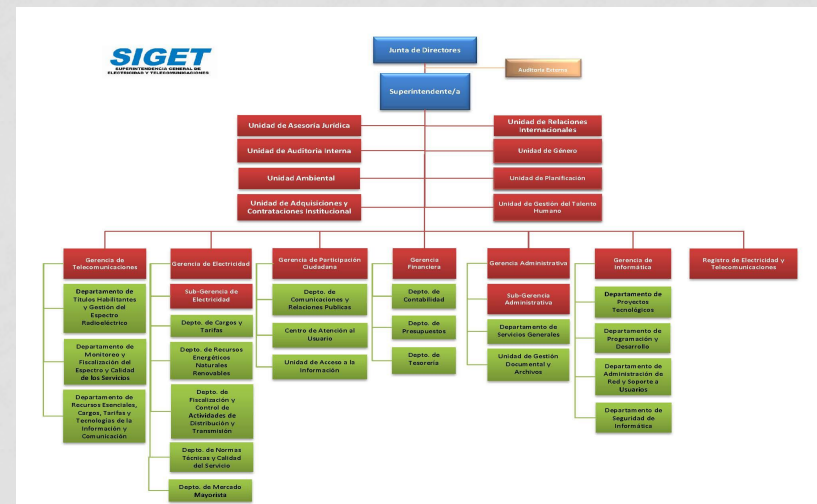 SIGET
SUPERINTENDENCIA GENERAL DE
ELECTRICIDAD Y TELECOMUNICACIONES
Junta de Directores
Auditoria Externa
Superintendente/a
Unidad de Asesoría Jurídica
Unidad de Relaciones
Internacionales
Unidad de Auditoria Interna
Unidad de Género
Unidad Ambiental
Unidad de Planificación
Unidad de Adquisiciones y
Contrataciones Institucional
Unidad de Gestión del Talento
Humano
Gerencia de
Telecomunicaciones
Departamento de
Títulos Habilitantes
y Gestión del
Espectro
Radioeléctrico
Departamento de
Monitoreo y
Fiscalización del
Espectro y Calidad
de los Servicios
Departamento de
Recursos Esenciales,
Cargos, Tarifas y
Tecnologías de la
Información y
Comunicación
Gerencia de Electricidad
Sub-Gerencia de
Electricidad
Depto. de Cargos y
Tarifas
Depto. de Recursos
Energéticos
Naturales
Renovables
Depto. de
Fiscalización y
Control de
Actividades de
Distribución y
Transmisión
Depto. de Normas
Técnicas y Calidad
del Servicio
Depto. de Mercado
Mayorista
Gerencia de Participación
Ciudadana
Depto. de
Comunicaciones y
Relaciones Publicas
Centro de Atención al
Usuario
Unidad de Acceso a la
Información
Gerencia
Financiera
Depto. de
Contabilidad
Depto. de
Presupuestos
Depto. de
Tesorería
Gerencia Administrativa
Sub-Gerencia
Administrativa
Departamento de
Servicios Generales
Unidad de Gestión
Documental y
Archivos
Gerencia de
Informática
Departamento de
Proyectos
Tecnológicos
Departamento de
Programación y
Desarrollo
Departamento de
Administración de
Red y Soporte a
Usuarios
Departamento de
Seguridad de
Informática
Registro de Electricidad y
Telecomunicaciones